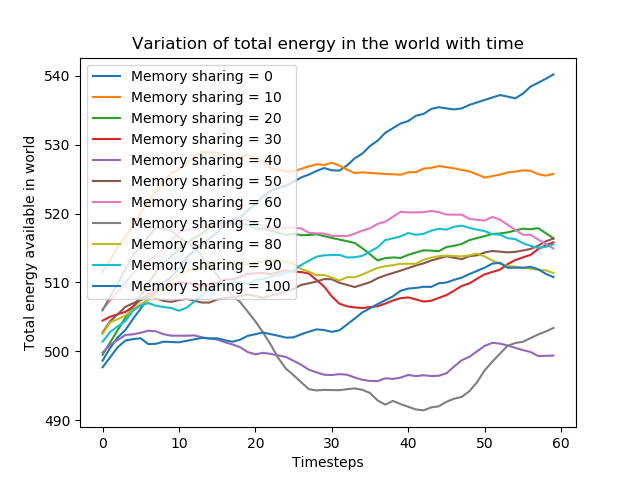 Variation of total energy in the world with time
540
530
520
510
500
490
Total energy available in world
Memory sharing = 0
Memory sharing = 10
Memory sharing = 20
Memory sharing = 30
Memory sharing = 40
Memory sharing = 50
Memory sharing = 60
Memory sharing = 70
Memory sharing = 80
Memory sharing = 90
Memory sharing = 100
0 10 20 30 40 50 60
Timesteps